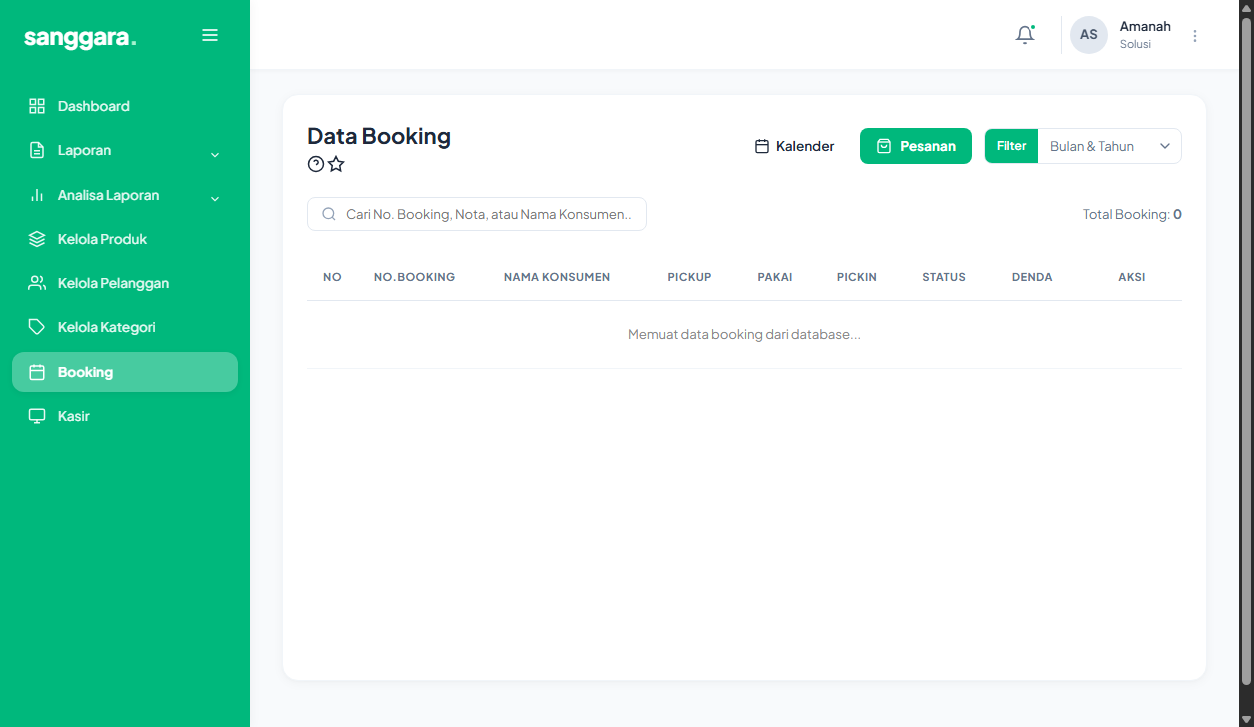 sanggara.
AS
Amanah
Solusi
Dashboard
Laporan
Analisa Laporan
Kelola Produk
Kelola Pelanggan
Kelola Kategori
Booking
Kasir
Data Booking
Kalender
Pesanan
Filter
Bulan & Tahun
Cari No. Booking, Nota, atau Nama Konsumen..
Total Booking: 0
NO NO.BOOKING NAMA KONSUMEN PICKUP PAKAI PICKIN STATUS DENDA AKSI
Memuat data booking dari database...